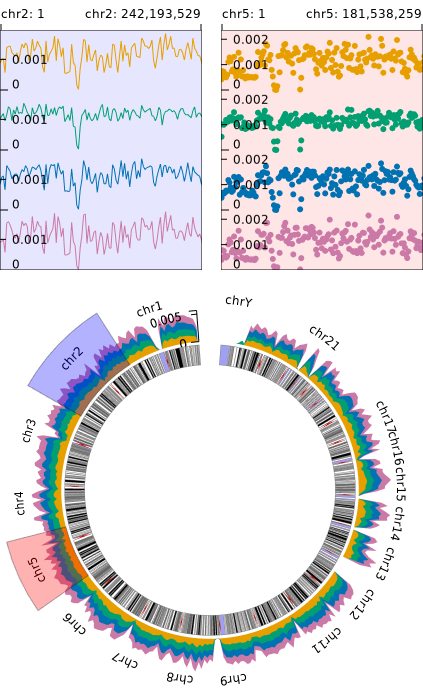 chr2: 1 chr2: 242,193,529
0.001
0
0.001
0
0.001
0
0.001
0
chr5: 1 chr5: 181,538,259
0.002
0.001
0
0.002
0.001
0
0.002
0.001
0
0.002
0.001
0
chr1
0.005
0
chrY
chr21
chr17
chr16
chr15
chr14
chr13
chr12
chr11
chr9
chr8
chr7
chr6
chr5
chr4
chr3
chr2